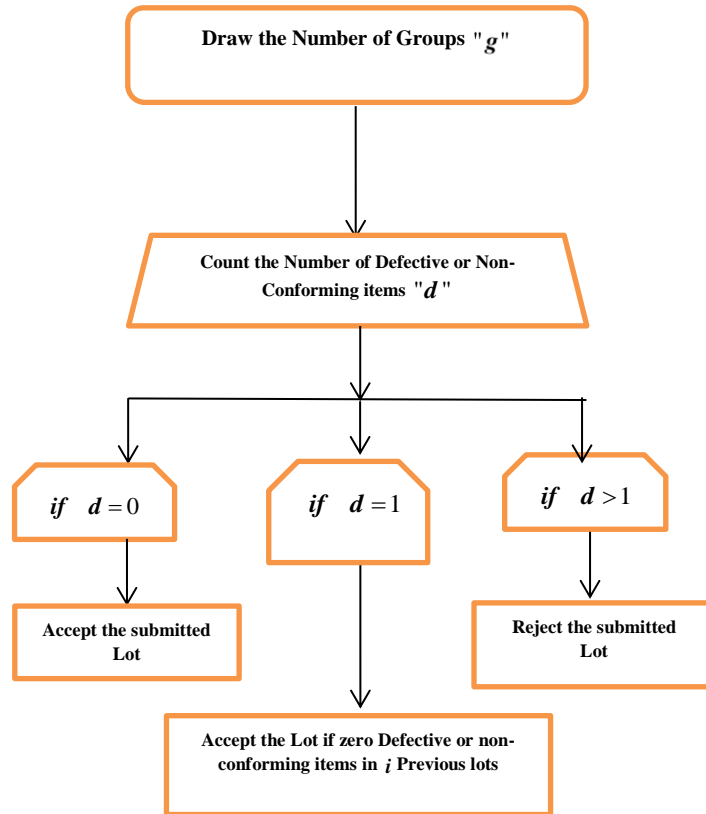 Draw the Number of Groups "g"
Count the Number of Defective or Non-
Conforming items "d"
if d = 0
if d = 1
if d > 1
Accept the submitted
Lot
Reject the submitted
Lot
Accept the Lot if zero Defective or non-
conforming items in i Previous lots